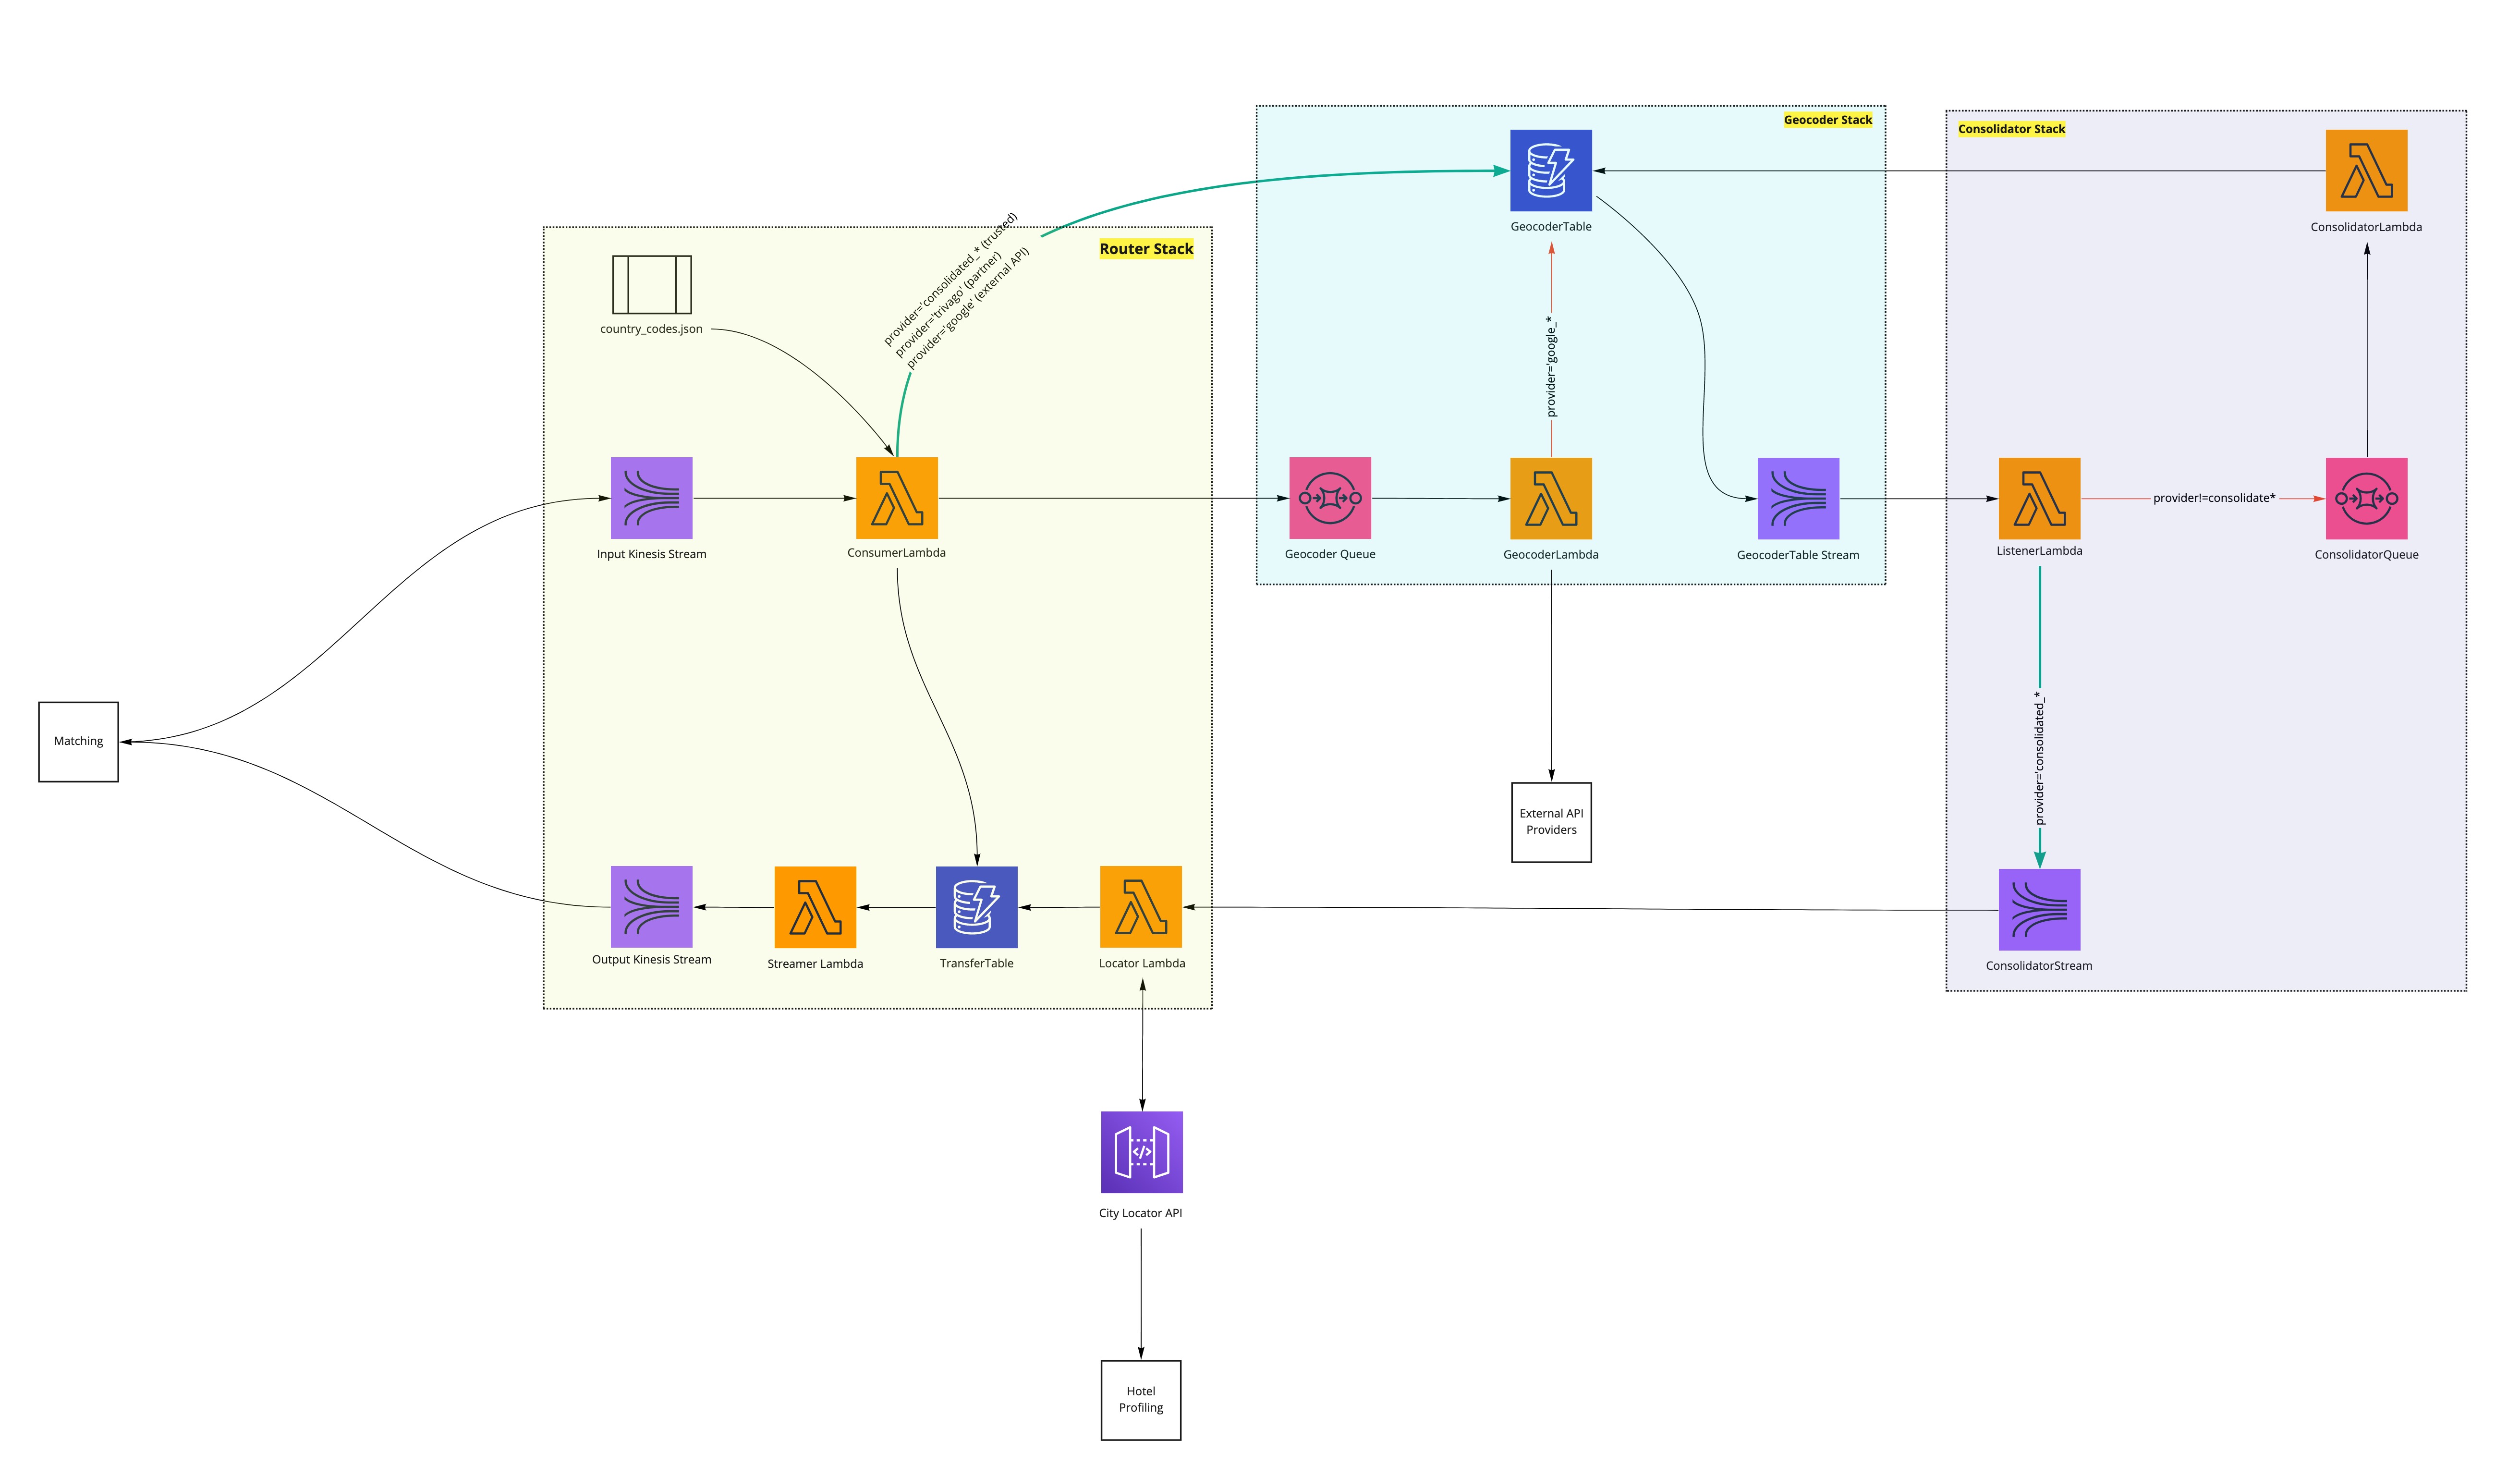 Geocoder Stack
Consolidator Stack
GeocoderTable
ConsolidatorLambda
Router Stack
provider='consolidated_* (trusted)
provider='trivago' (partner)
provider='google' (external API)
country_codes.json
provider='google_*
Input Kinesis Stream
ConsumerLambda
Geocoder Queue
GeocoderLambda
GeocoderTable Stream
ListenerLambda
provider!=consolidate*
ConsolidatorQueue
Matching
provider='consolidated_*
External API
Providers
Output Kinesis Stream
Streamer Lambda
TransferTable
Locator Lambda
ConsolidatorStream
City Locator API
Hotel
Profiling